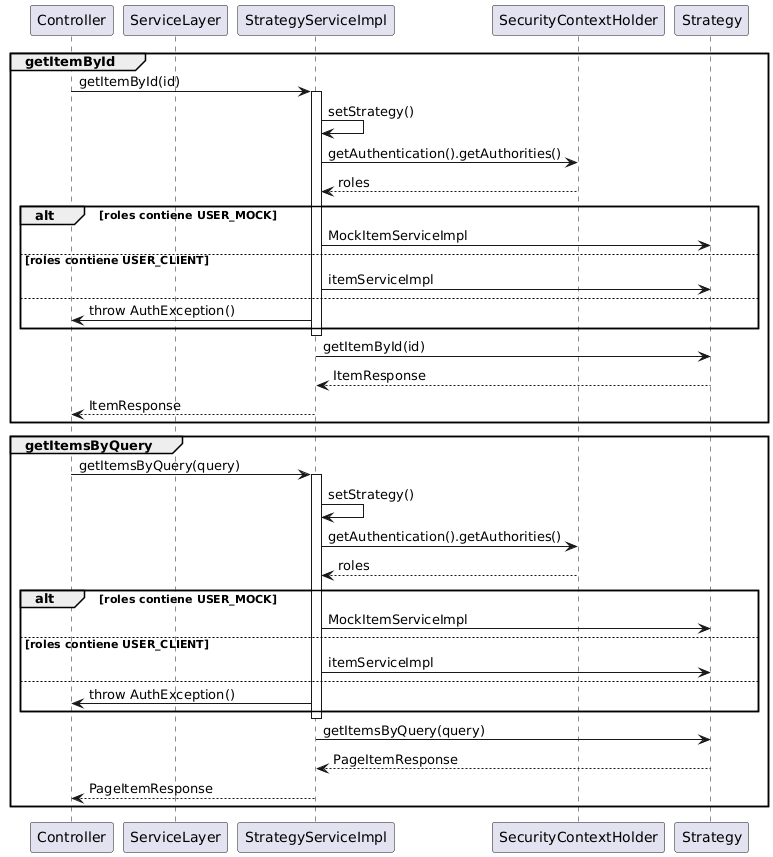 Controller ServiceLayer StrategyServiceImpl SecurityContextHolder Strategy
getItemById
getItemById(id)
setStrategy()
getAuthentication().getAuthorities()
roles
alt [roles contiene USER_MOCK]
MockItemServiceImpl
[roles contiene USER_CLIENT]
itemServiceImpl
throw AuthException()
getItemById(id)
ItemResponse
ItemResponse
getItemsByQuery
getItemsByQuery(query)
setStrategy()
getAuthentication().getAuthorities()
roles
alt [roles contiene USER_MOCK]
MockItemServiceImpl
[roles contiene USER_CLIENT]
itemServiceImpl
throw AuthException()
getItemsByQuery(query)
PageItemResponse
PageItemResponse
Controller ServiceLayer StrategyServiceImpl SecurityContextHolder Strategy